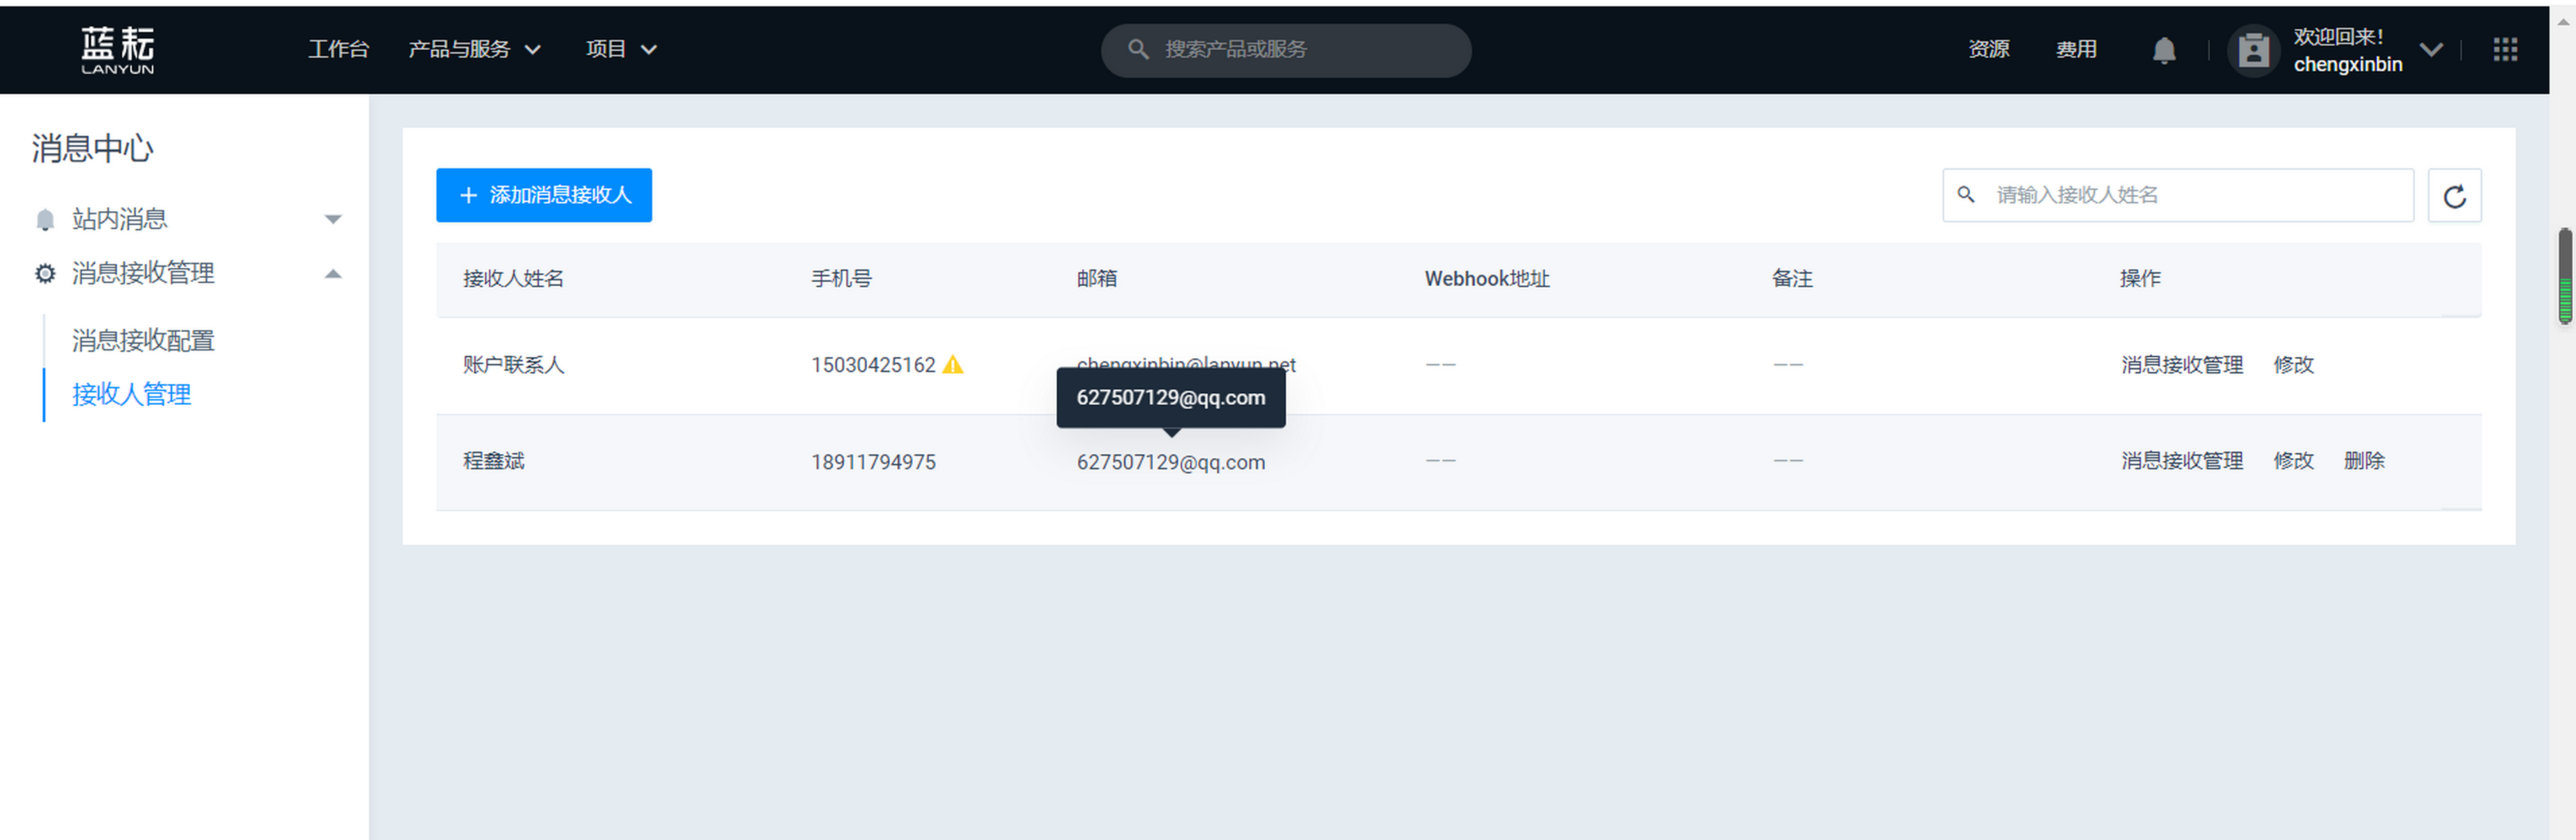 蓝耘
LANYUN
工作台 产品与服务 项目
搜索产品或服务
资源 费用
欢迎回来!
chengxinbin
消息中心
站内消息
消息接收管理
消息接收配置
接收人管理
+ 添加消息接收人
请输入接收人姓名
接收人姓名 手机号 邮箱 Webhook地址 备注 操作
账户联系人 15030425162 chengxinbin@lanyun.net —— —— 消息接收管理 修改
627507129@qq.com
程鑫斌 18911794975 627507129@qq.com —— —— 消息接收管理 修改 删除